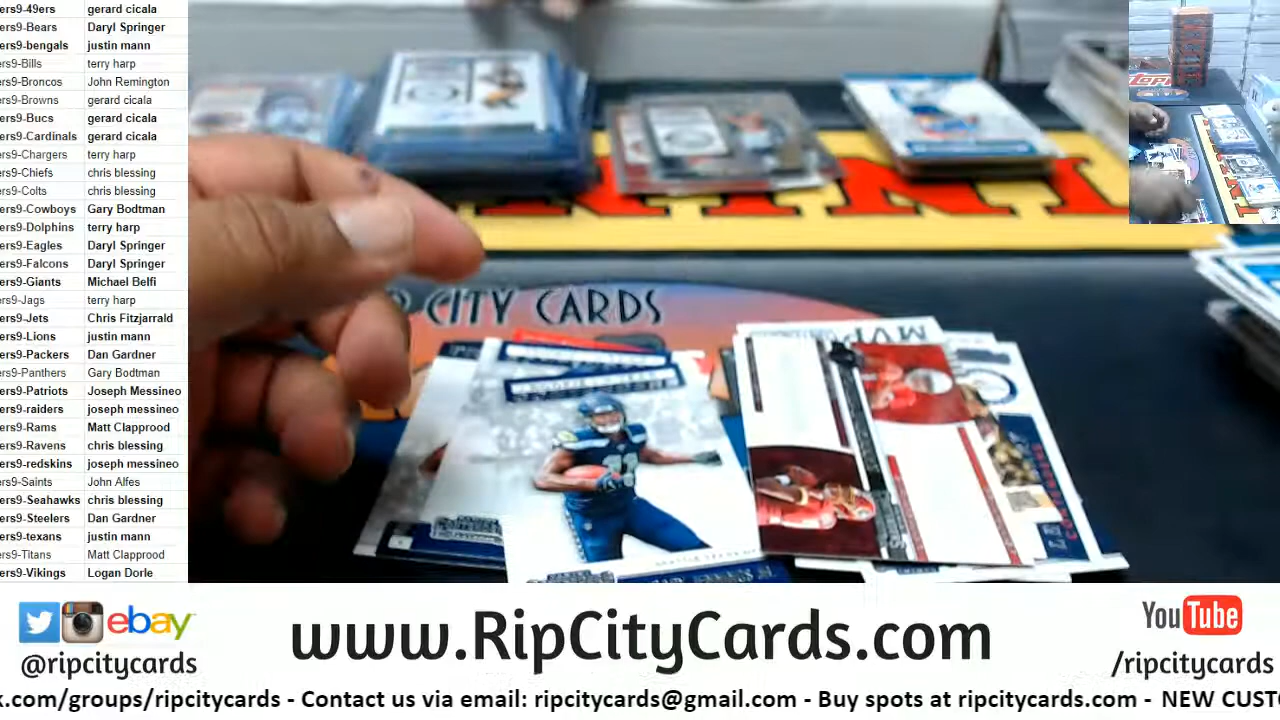 ers9-49ers gerard cicala
ers9-Bears Daryl Springer
ers9-bengals justin mann
ers9-Bills terry harp
ers9-Broncos John Remington
ers9-Browns gerard cicala
ers9-Bucs gerard cicala
ers9-Cardinals gerard cicala
ers9-Chargers terry harp
ers9-Chiefs chris blessing
ers9-Colts chris blessing
ers9-Cowboys Gary Bodtman
ers9-Dolphins terry harp
ers9-Eagles Daryl Springer
ers9-Falcons Daryl Springer
ers9-Giants Michael Belfi
ers9-Jags terry harp
ers9-Jets Chris Fitzjarrald
ers9-Lions justin mann
ers9-Packers Dan Gardner
ers9-Panthers Gary Bodtman
ers9-Patriots Joseph Messineo
ers9-raiders joseph messineo
ers9-Rams Matt Clapprood
ers9-Ravens chris blessing
ers9-redskins joseph messineo
ers9-Saints John Alfes
ers9-Seahawks chris blessing
ers9-Steelers Dan Gardner
ers9-texans justin mann
ers9-Titans Matt Clapprood
ers9-Vikings Logan Dorle
P CITY CARDS
MVP
ebay
@ripcitycards
www.RipCityCards.com
YouTube
/ripcitycards
k.com/groups/ripcitycards - Contact us via email: ripcitycards@gmail.com - Buy spots at ripcitycards.com - NEW CUSTO